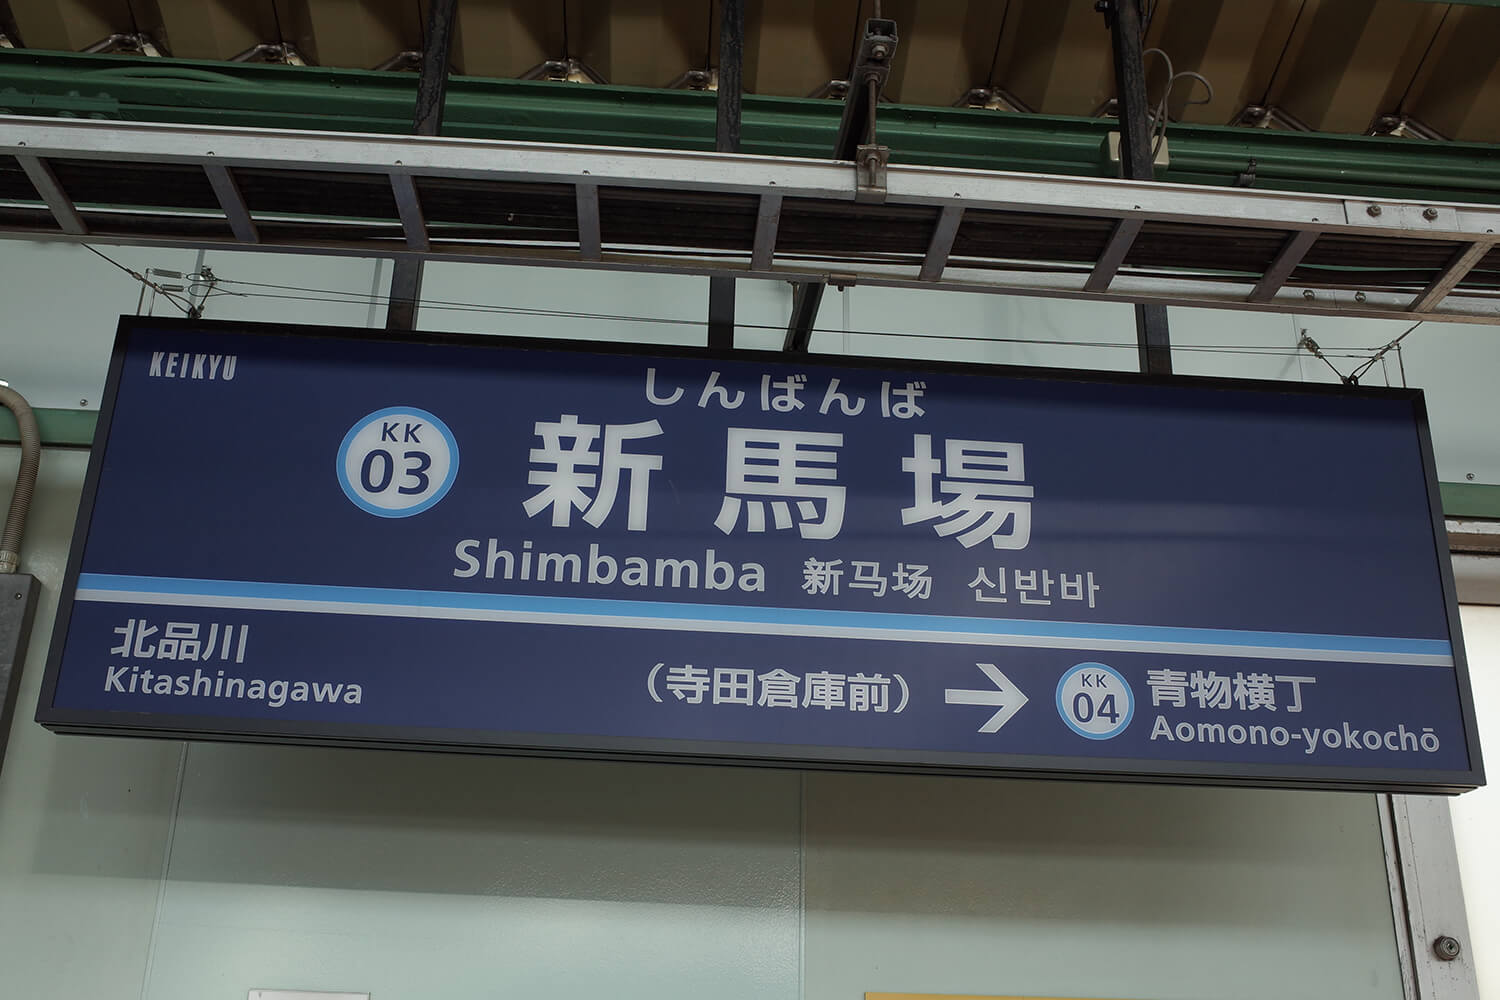 KEIKYU
しんばんば
KK
03
新馬場
Shimbamba 新马场 신반바
北品川
Kitashinagawa
（寺田倉庫前）→
KK
04
青物横丁
Aomono-yokochō